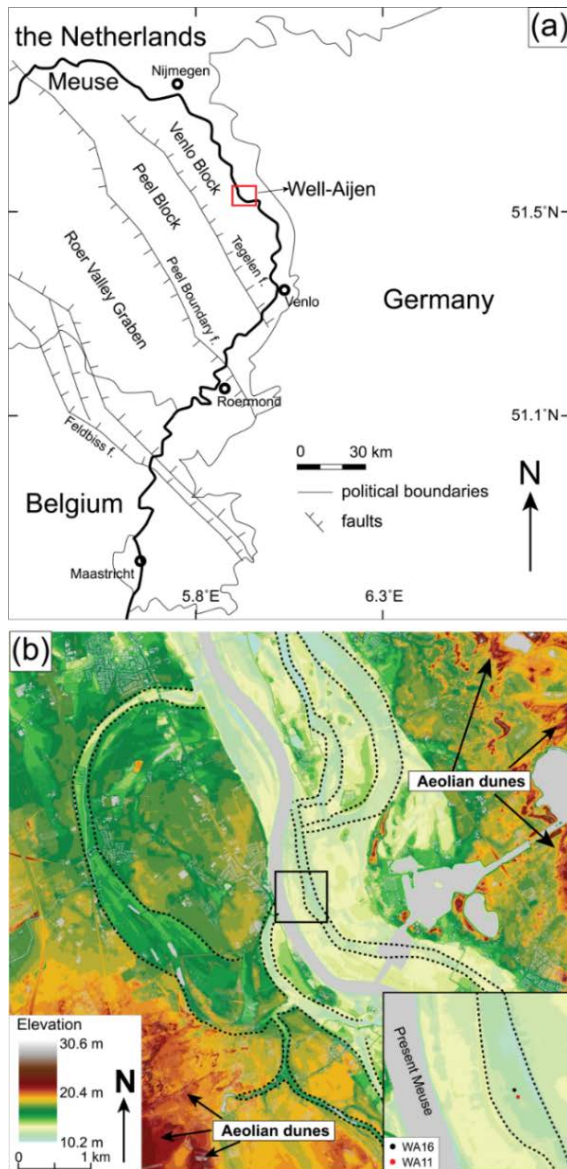 (a)
the Netherlands
Nijmegen
Meuse
Venlo Block
Well-Aijen
Peel Block
51.5°N
Tegelen f.
Roer Valley Graben
Peel Boundary f.
Venlo
Germany
Roermond
51.1°N
Feldbiss f.
0 30 km
N
political boundaries
Belgium
faults
Maastricht
5.8°E 6.3°E
(b)
Aeolian dunes
Elevation
30.6 m
20.4 m
10.2 m
N
0 1 km
Aeolian dunes
Present Meuse
WA16
WA11